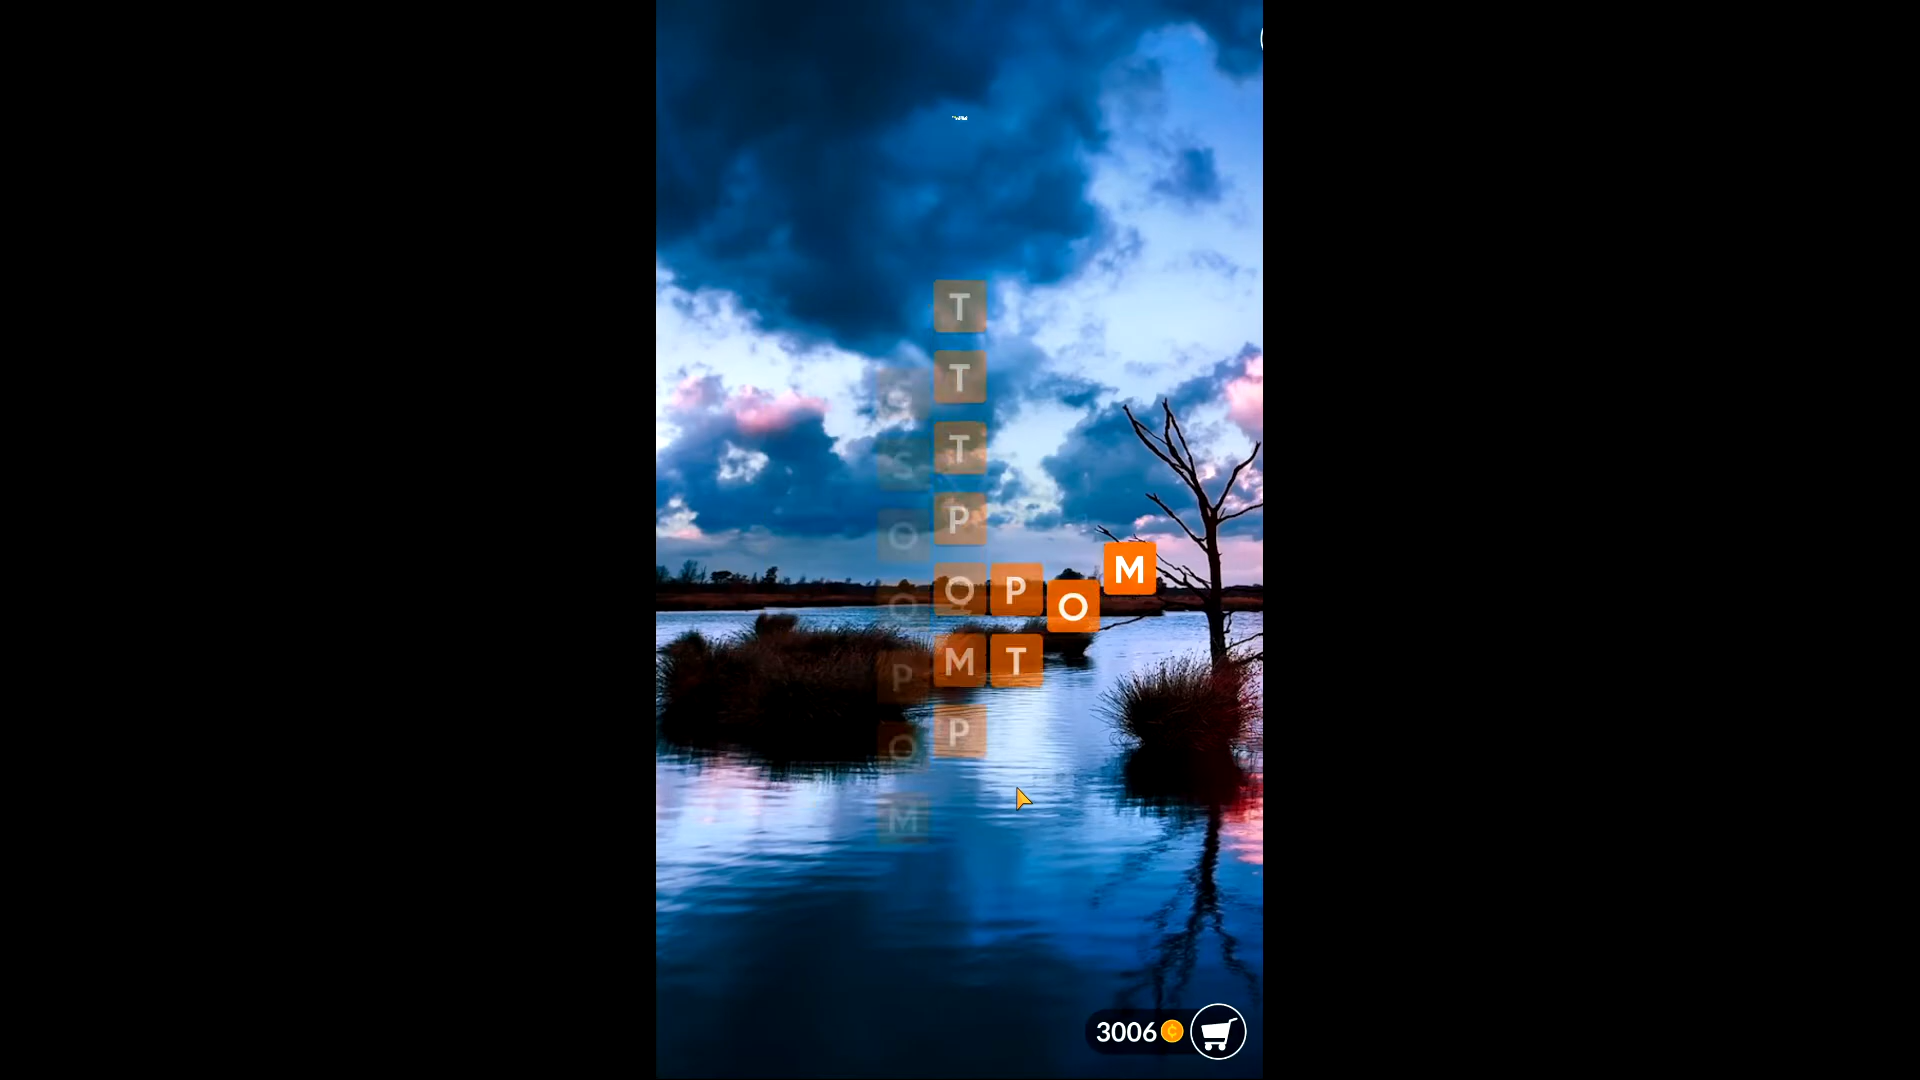 T
S T
S T
O P
O O P O M
P M T
O P
M
3006